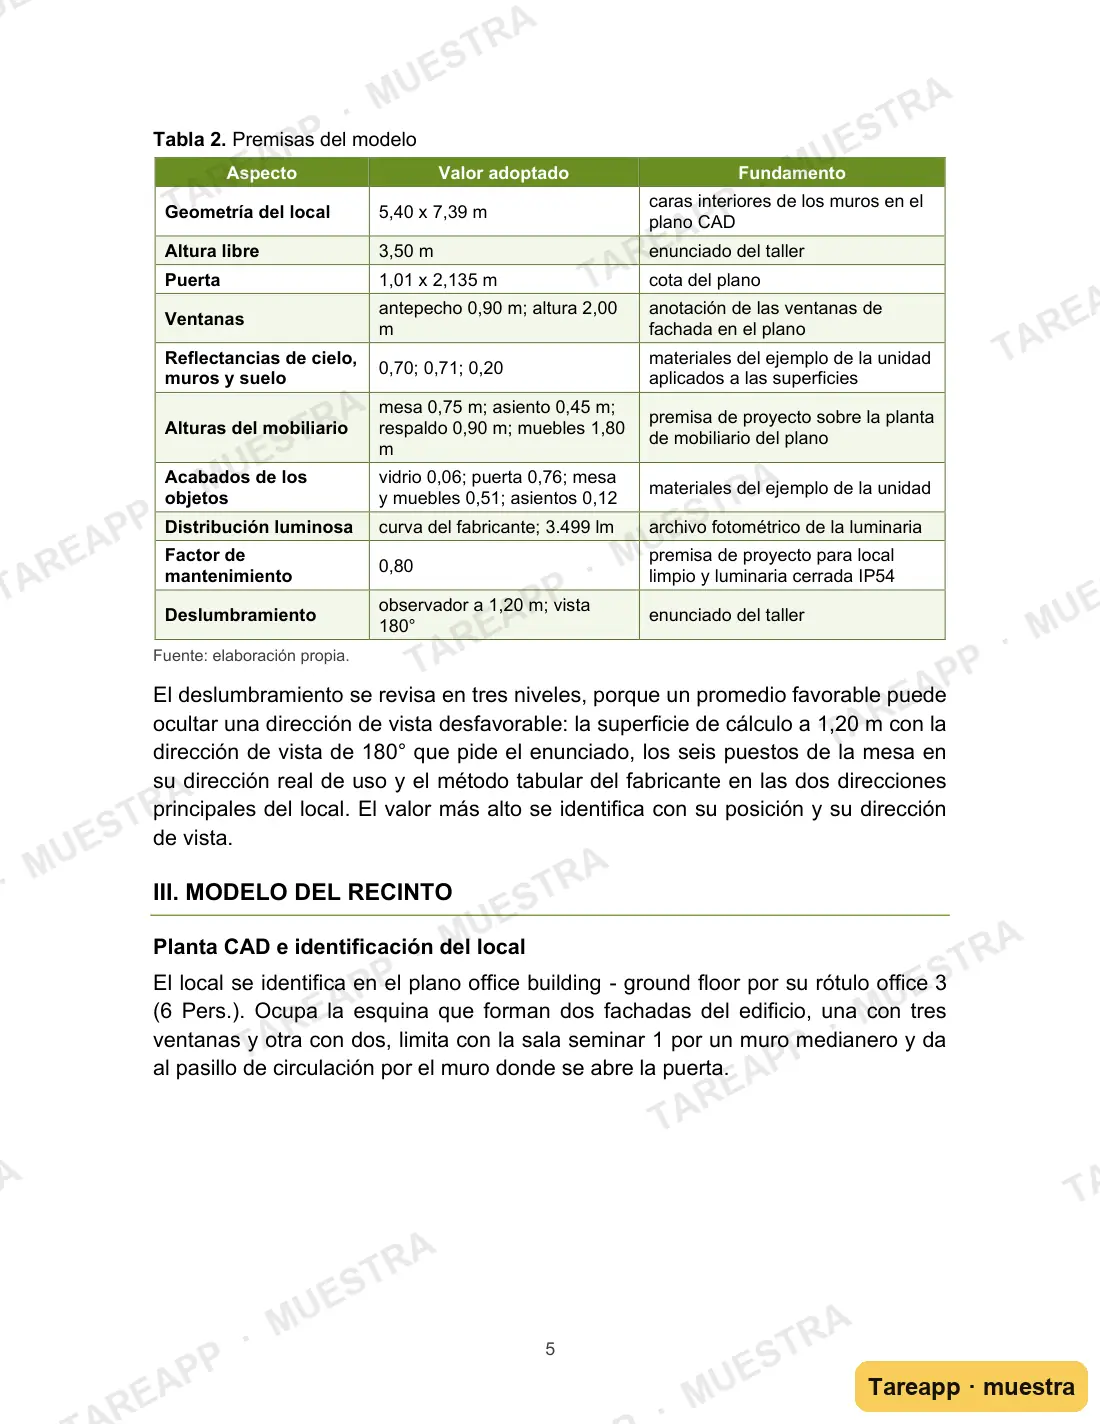 Tabla 2. Premisas del modelo
Aspecto Valor adoptado Fundamento
Geometría del local 5,40 x 7,39 m caras interiores de los muros en el
plano CAD
Altura libre 3,50 m enunciado del taller
Puerta 1,01 x 2,135 m cota del plano
Ventanas antepecho 0,90 m; altura 2,00
m anotación de las ventanas de
fachada en el plano
Reflectancias de cielo,
muros y suelo 0,70; 0,71; 0,20 materiales del ejemplo de la unidad
aplicados a las superficies
Alturas del mobiliario mesa 0,75 m; asiento 0,45 m;
respaldo 0,90 m; muebles 1,80
m premisa de proyecto sobre la planta
de mobiliario del plano
Acabados de los
objetos vidrio 0,06; puerta 0,76; mesa
y muebles 0,51; asientos 0,12 materiales del ejemplo de la unidad
Distribución luminosa curva del fabricante; 3.499 lm archivo fotométrico de la luminaria
Factor de
mantenimiento 0,80 premisa de proyecto para local
limpio y luminaria cerrada IP54
Deslumbramiento observador a 1,20 m; vista
180° enunciado del taller
Fuente: elaboración propia.
El deslumbramiento se revisa en tres niveles, porque un promedio favorable puede
ocultar una dirección de vista desfavorable: la superficie de cálculo a 1,20 m con la
dirección de vista de 180° que pide el enunciado, los seis puestos de la mesa en
su dirección real de uso y el método tabular del fabricante en las dos direcciones
principales del local. El valor más alto se identifica con su posición y su dirección
de vista.
III. MODELO DEL RECINTO
Planta CAD e identificación del local
El local se identifica en el plano office building - ground floor por su rótulo office 3
(6 Pers.). Ocupa la esquina que forman dos fachadas del edificio, una con tres
ventanas y otra con dos, limita con la sala seminar 1 por un muro medianero y da
al pasillo de circulación por el muro donde se abre la puerta.
5
Tareapp · muestra
TAREAPP · MUESTRA